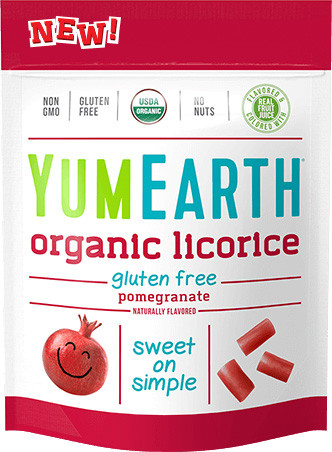 NEW!
NON GMO
GLUTEN FREE
USDA ORGANIC
NO NUTS
FLAVORED & COLORED WITH REAL FRUIT JUICE
YUMEARTH
organic licorice
gluten free
pomegranate
NATURALLY FLAVORED
sweet
on
simple